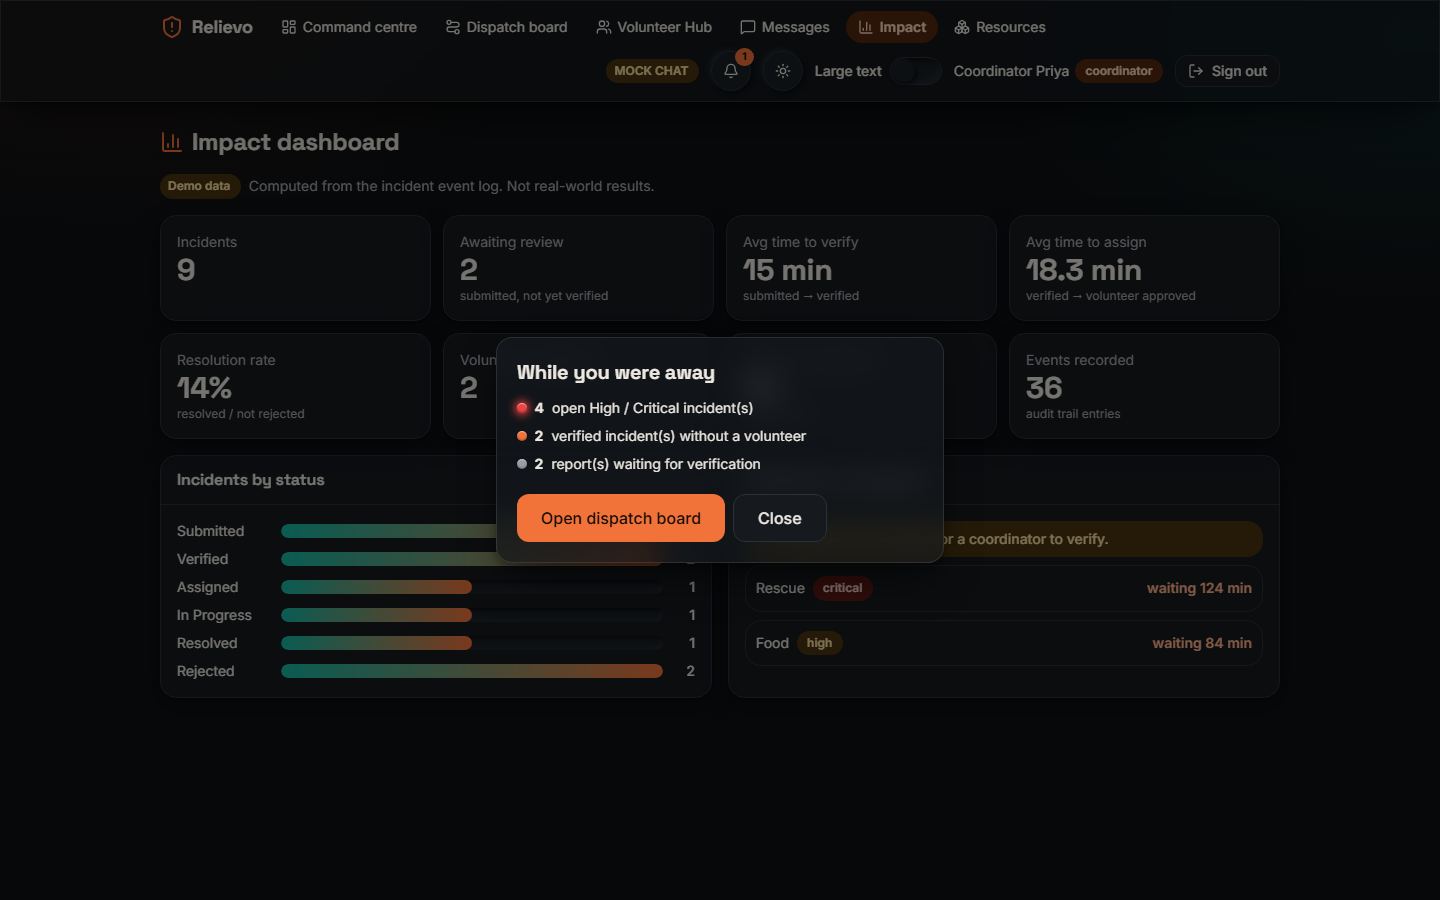 Relievo
Command centre
Dispatch board
Volunteer Hub
Messages
Impact
Resources
MOCK CHAT
1
Large text
Coordinator Priya
coordinator
Sign out
Impact dashboard
Demo data
Computed from the incident event log. Not real-world results.
Incidents
9
Awaiting review
2
submitted, not yet verified
Avg time to verify
15 min
submitted → verified
Avg time to assign
18.3 min
verified → volunteer approved
Resolution rate
14%
resolved / not rejected
2
Events recorded
36
audit trail entries
While you were away
4 open High / Critical incident(s)
2 verified incident(s) without a volunteer
2 report(s) waiting for verification
Open dispatch board
Close
Incidents by status
Submitted
Verified
Assigned 1
In Progress 1
Resolved 1
Rejected 2
a coordinator to verify.
Rescue critical waiting 124 min
Food high waiting 84 min